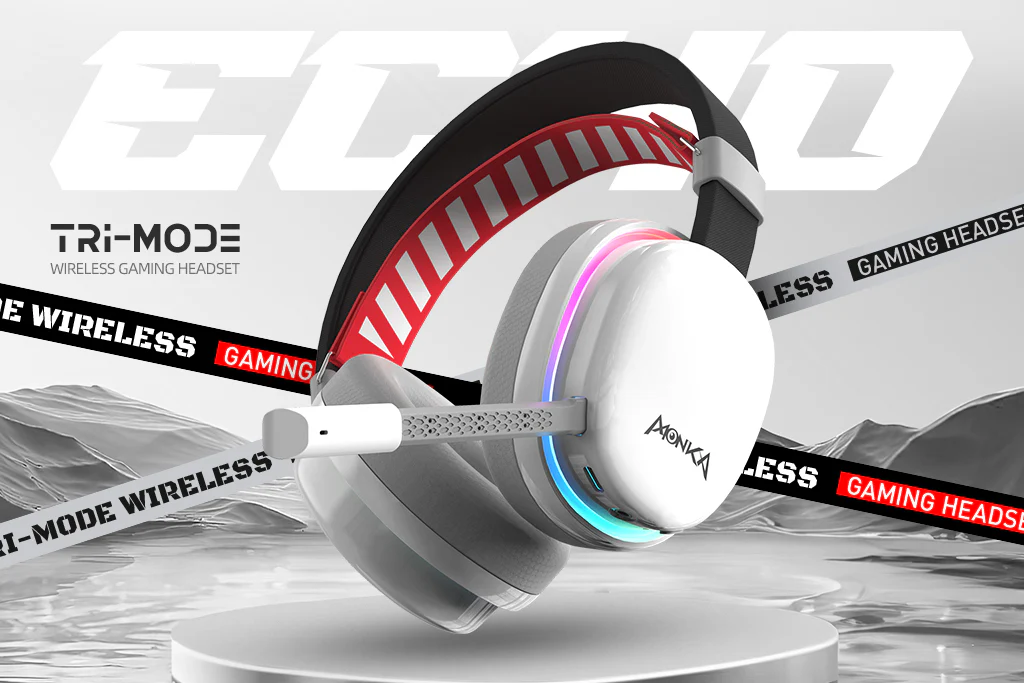 ECHO
TRi-MODE
WIRELESS GAMING HEADSET
GAMING HEADSE
LESS
DE WIRELESS
GAMING
MONKA
RI-MODE WIRELESS
LESS
GAMING HEADSE